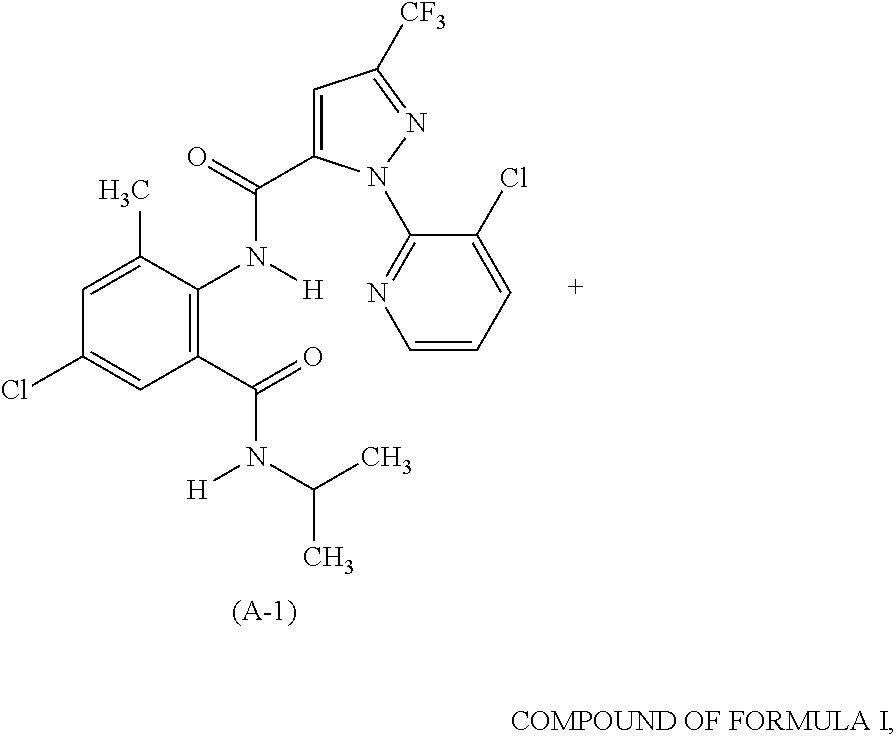 CF3
N
N
O
Cl
H3C
N
H
N
+
O
Cl
N
H
CH3
CH3
(A-1)
COMPOUND OF FORMULA I,